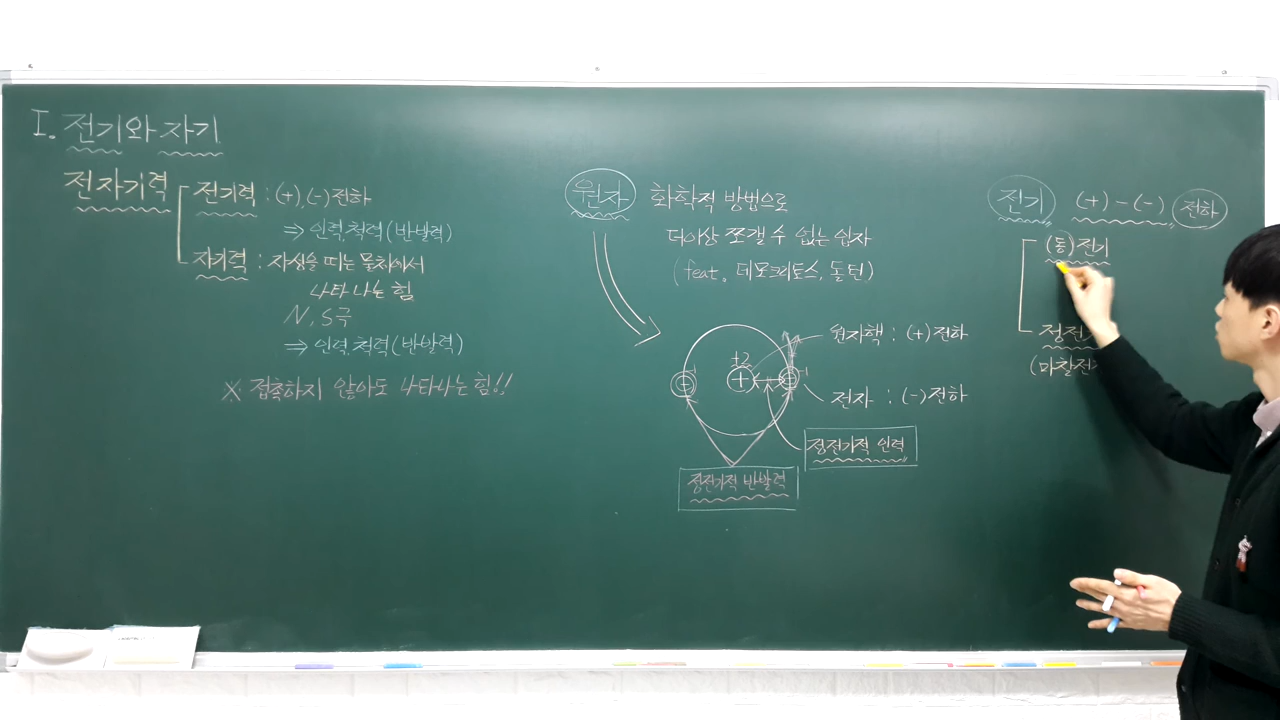 I. 전기와 자기
전자기력
전기력 : (+), (-) 전하
⇒ 인력, 척력 (반발력)
자기력 : 자성을 띠는 물차에서
나타나는 힘
N, S극
⇒ 인력, 척력 (반발력)
※ 접촉하지 않아도 나타나는 힘!!
원자 화학적 방법으로
더이상 쪼갤 수 없는 입자
(feat. 데모크리토스, 돌턴)
원자핵 : (+) 전하
+2
+
-
-
전자 : (-) 전하
정전기적 인력
정전기적 반발력
전기 (+) - (-) 전하
(동)전기
정전
(마찰전